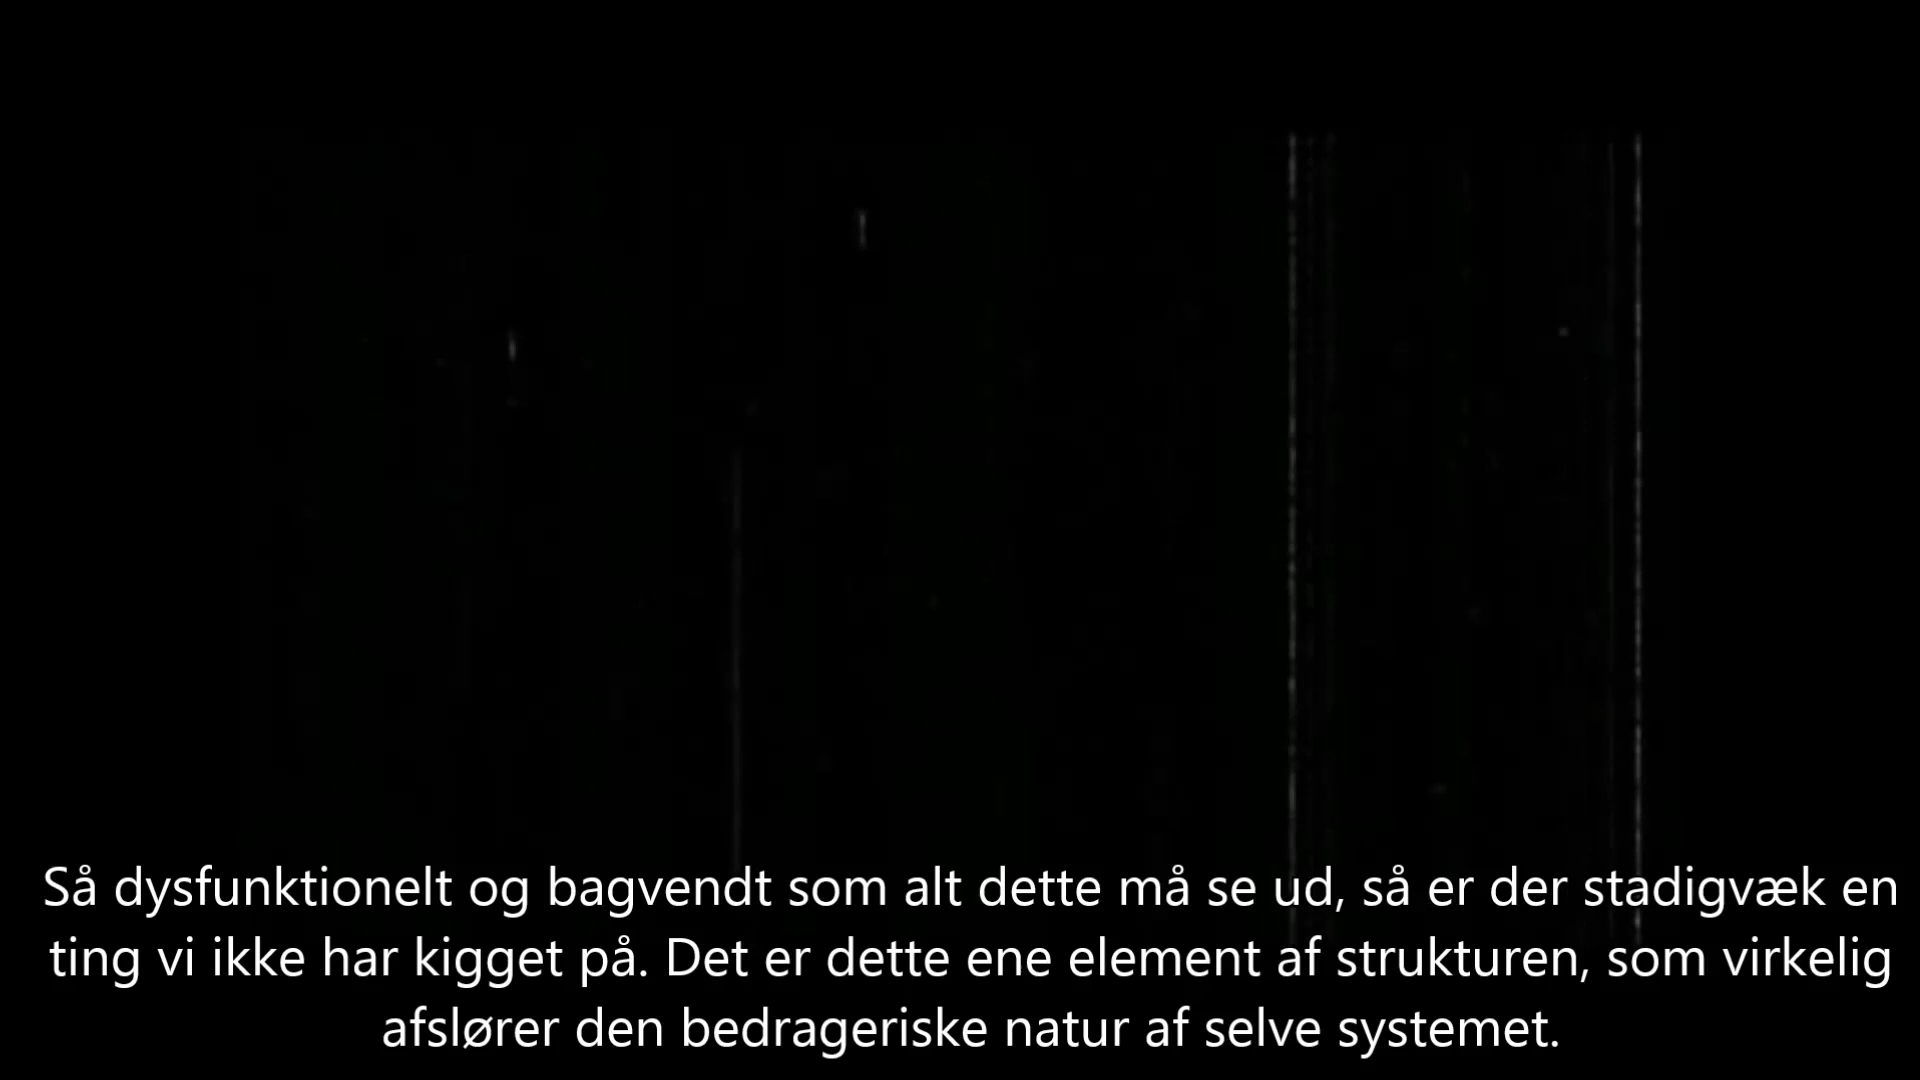 Så dysfunktionelt og bagvendt som alt dette må se ud, så er der stadigvæk en
ting vi ikke har kigget på. Det er dette ene element af strukturen, som virkelig
afslører den bedrageriske natur af selve systemet.